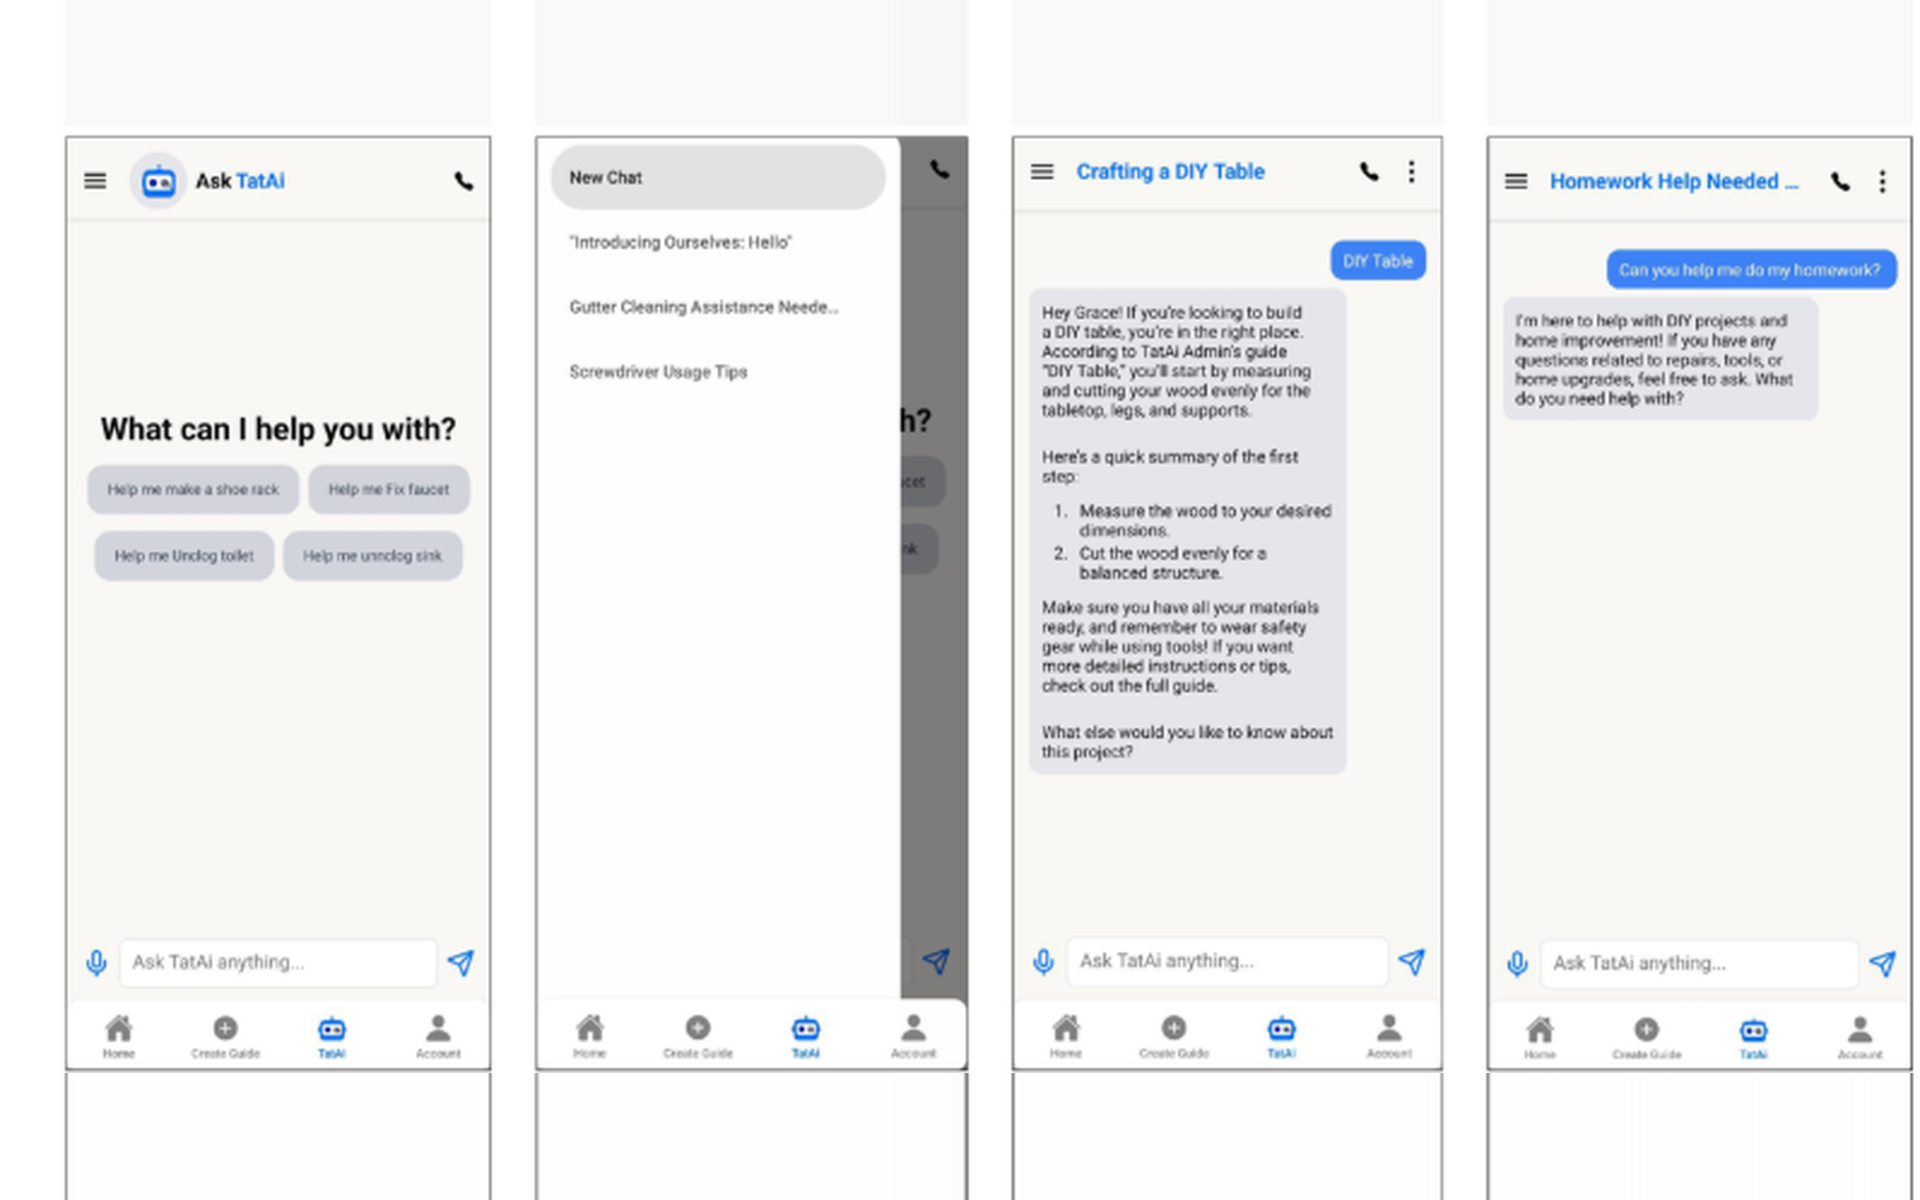 Ask TatAi
What can I help you with?
Help me make a shoe rack
Help me Fix faucet
Help me Unclog toilet
Help me unnclog sink
Ask TatAi anything...
Home
Create Guide
TatAi
Account
New Chat
"Introducing Ourselves: Hello"
Gutter Cleaning Assistance Neede...
Screwdriver Usage Tips
h?
ucet
nk
Home
Create Guide
TatAi
Account
Crafting a DIY Table
DIY Table
Hey Grace! If you're looking to build
a DIY table, you're in the right place.
According to TatAi Admin's guide
"DIY Table," you'll start by measuring
and cutting your wood evenly for the
tabletop, legs, and supports.
Here's a quick summary of the first
step:
1. Measure the wood to your desired
dimensions.
2. Cut the wood evenly for a
balanced structure.
Make sure you have all your materials
ready, and remember to wear safety
gear while using tools! If you want
more detailed instructions or tips,
check out the full guide.
What else would you like to know about
this project?
Ask TatAi anything...
Home
Create Guide
TatAi
Account
Homework Help Needed ...
Can you help me do my homework?
I'm here to help with DIY projects and
home improvement! If you have any
questions related to repairs, tools, or
home upgrades, feel free to ask. What
do you need help with?
Ask TatAi anything...
Home
Create Guide
TatAi
Account